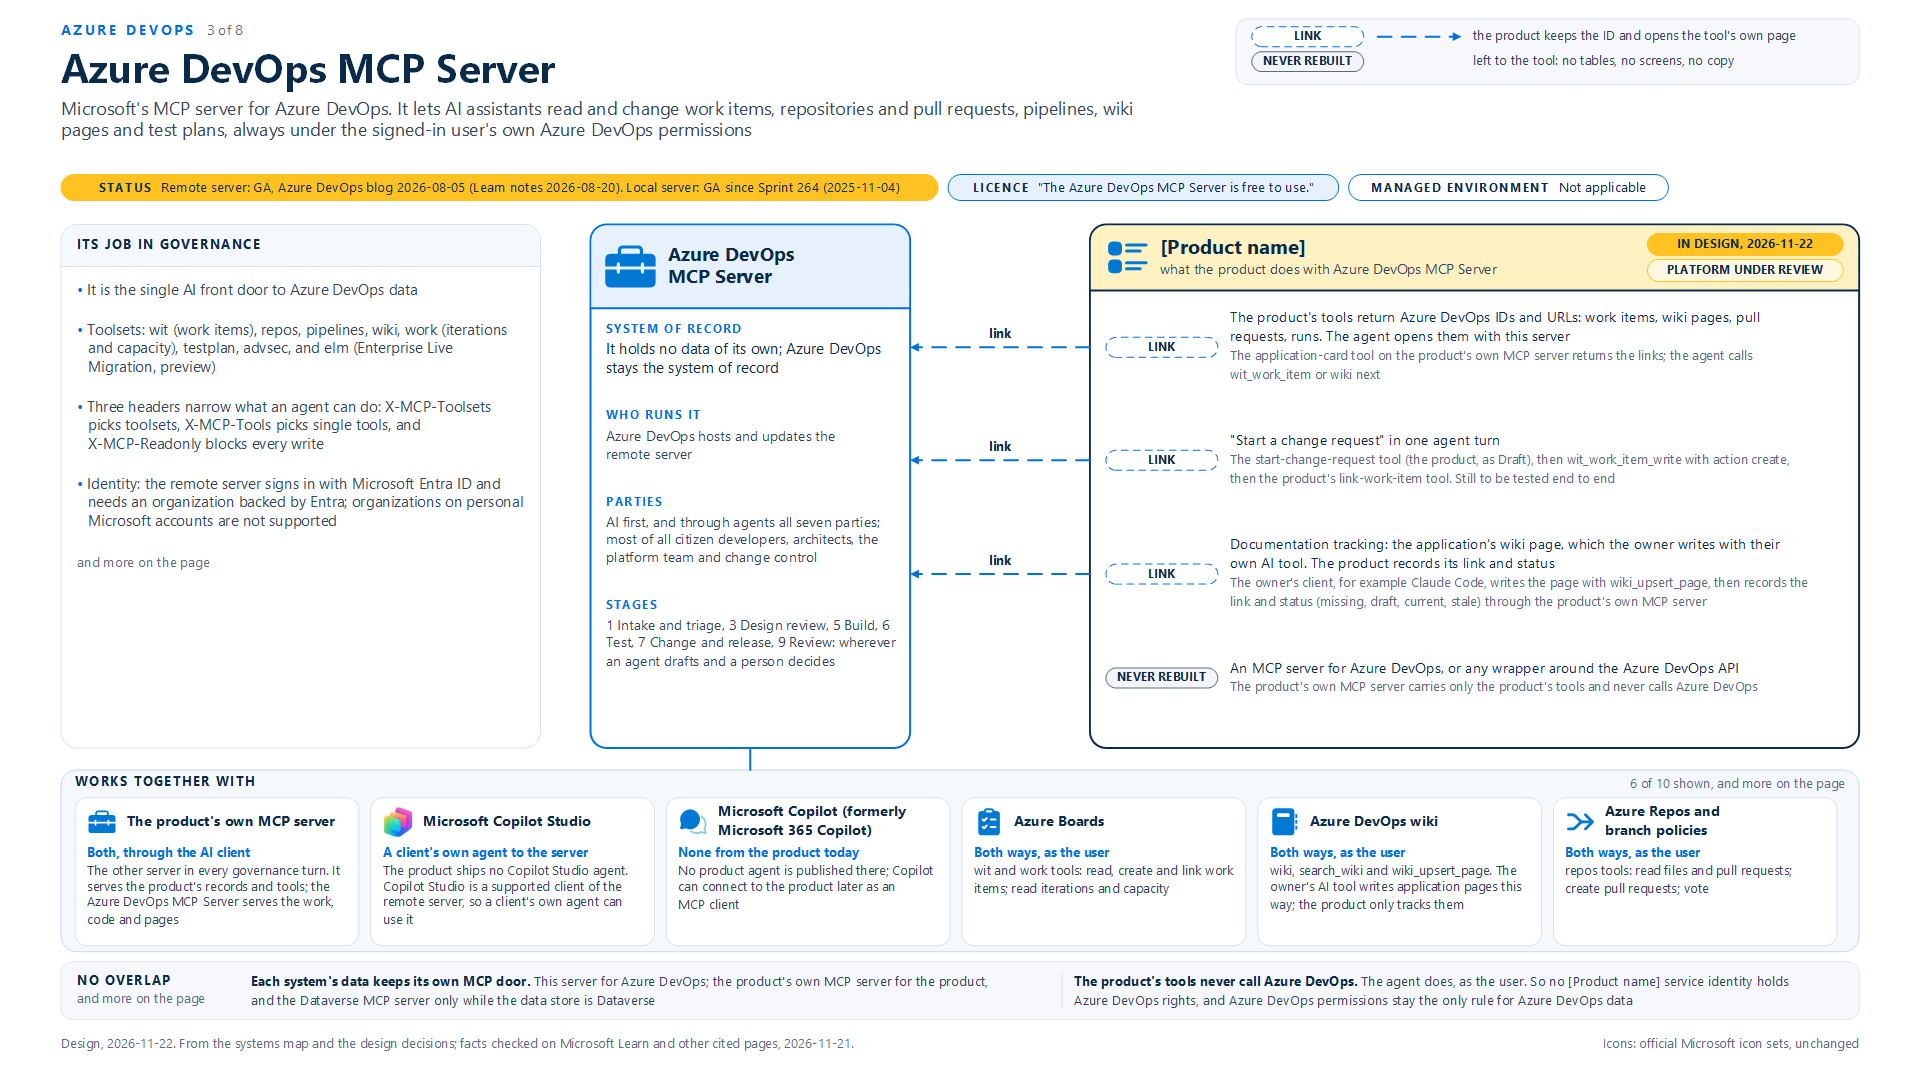 AZURE DEVOPS 3 of 8
Azure DevOps MCP Server
Microsoft's MCP server for Azure DevOps. It lets AI assistants read and change work items, repositories and pull requests, pipelines, wiki
pages and test plans, always under the signed-in user's own Azure DevOps permissions
LINK the product keeps the ID and opens the tool's own page
NEVER REBUILT left to the tool: no tables, no screens, no copy
STATUS Remote server: GA, Azure DevOps blog 2026-08-05 (Learn notes 2026-08-20). Local server: GA since Sprint 264 (2025-11-04)
LICENCE "The Azure DevOps MCP Server is free to use."
MANAGED ENVIRONMENT Not applicable
ITS JOB IN GOVERNANCE
• It is the single AI front door to Azure DevOps data
• Toolsets: wit (work items), repos, pipelines, wiki, work (iterations
and capacity), testplan, advsec, and elm (Enterprise Live
Migration, preview)
• Three headers narrow what an agent can do: X-MCP-Toolsets
picks toolsets, X-MCP-Tools picks single tools, and
X-MCP-Readonly blocks every write
• Identity: the remote server signs in with Microsoft Entra ID and
needs an organization backed by Entra; organizations on personal
Microsoft accounts are not supported
and more on the page
Azure DevOps
MCP Server
SYSTEM OF RECORD
It holds no data of its own; Azure DevOps
stays the system of record
WHO RUNS IT
Azure DevOps hosts and updates the
remote server
PARTIES
AI first, and through agents all seven parties;
most of all citizen developers, architects, the
platform team and change control
STAGES
1 Intake and triage, 3 Design review, 5 Build, 6
Test, 7 Change and release, 9 Review: wherever
an agent drafts and a person decides
link
link
link
[Product name]
what the product does with Azure DevOps MCP Server
IN DESIGN, 2026-11-22
PLATFORM UNDER REVIEW
LINK
The product's tools return Azure DevOps IDs and URLs: work items, wiki pages, pull
requests, runs. The agent opens them with this server
The application-card tool on the product's own MCP server returns the links; the agent calls
wit_work_item or wiki next
LINK
"Start a change request" in one agent turn
The start-change-request tool (the product, as Draft), then wit_work_item_write with action create,
then the product's link-work-item tool. Still to be tested end to end
LINK
Documentation tracking: the application's wiki page, which the owner writes with their
own AI tool. The product records its link and status
The owner's client, for example Claude Code, writes the page with wiki_upsert_page, then records the
link and status (missing, draft, current, stale) through the product's own MCP server
NEVER REBUILT
An MCP server for Azure DevOps, or any wrapper around the Azure DevOps API
The product's own MCP server carries only the product's tools and never calls Azure DevOps
WORKS TOGETHER WITH
6 of 10 shown, and more on the page
The product's own MCP server
Both, through the AI client
The other server in every governance turn. It
serves the product's records and tools; the
Azure DevOps MCP Server serves the work,
code and pages
Microsoft Copilot Studio
A client's own agent to the server
The product ships no Copilot Studio agent.
Copilot Studio is a supported client of the
remote server, so a client's own agent can
use it
Microsoft Copilot (formerly
Microsoft 365 Copilot)
None from the product today
No product agent is published there; Copilot
can connect to the product later as an
MCP client
Azure Boards
Both ways, as the user
wit and work tools: read, create and link work
items; read iterations and capacity
Azure DevOps wiki
Both ways, as the user
wiki, search_wiki and wiki_upsert_page. The
owner's AI tool writes application pages this
way; the product only tracks them
Azure Repos and
branch policies
Both ways, as the user
repos tools: read files and pull requests;
create pull requests; vote
NO OVERLAP
and more on the page
Each system's data keeps its own MCP door. This server for Azure DevOps; the product's own MCP server for the product,
and the Dataverse MCP server only while the data store is Dataverse
The product's tools never call Azure DevOps. The agent does, as the user. So no [Product name] service identity holds
Azure DevOps rights, and Azure DevOps permissions stay the only rule for Azure DevOps data
Design, 2026-11-22. From the systems map and the design decisions; facts checked on Microsoft Learn and other cited pages, 2026-11-21.
Icons: official Microsoft icon sets, unchanged